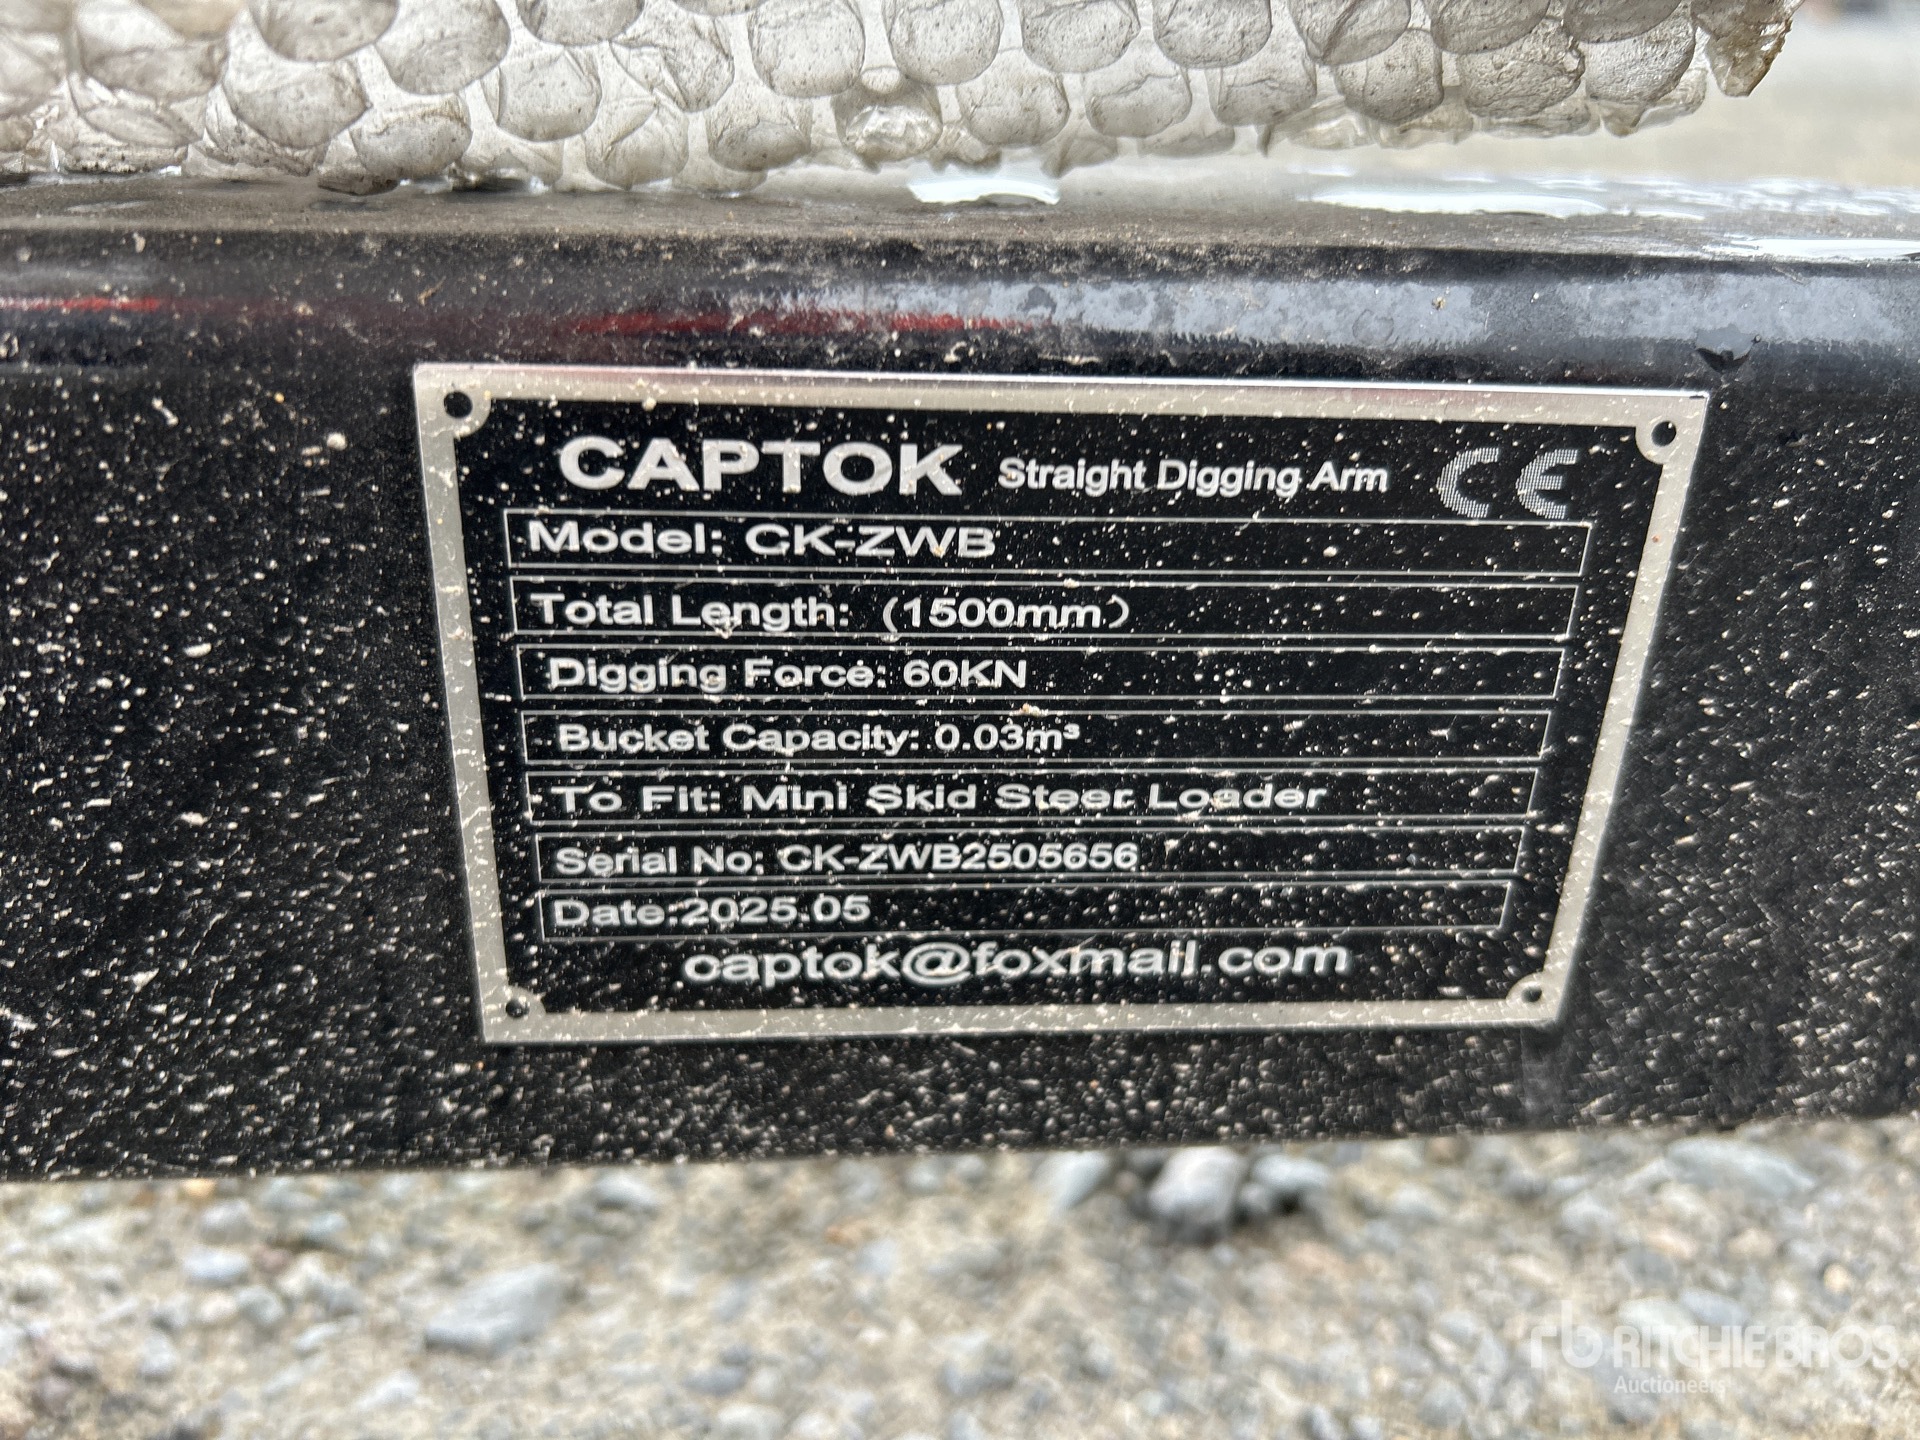 CAPTOK Straight Digging Arm CE
Model: CK-ZWB
Total Length: (1500mm)
Digging Force: 60KN
Bucket Capacity: 0.03m³
To Fit: Mini Skid Steer Loader
Serial No: CK-ZWB2505656
Date:2025.05
captok@foxmail.com
rb RITCHIE BROS.
Auctioneers